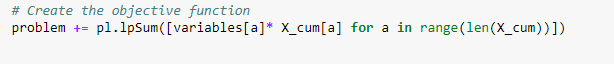 # Create the objective function
problem += pl.lpSum([variables[a]* X_cum[a] for a in range(len(X_cum))])